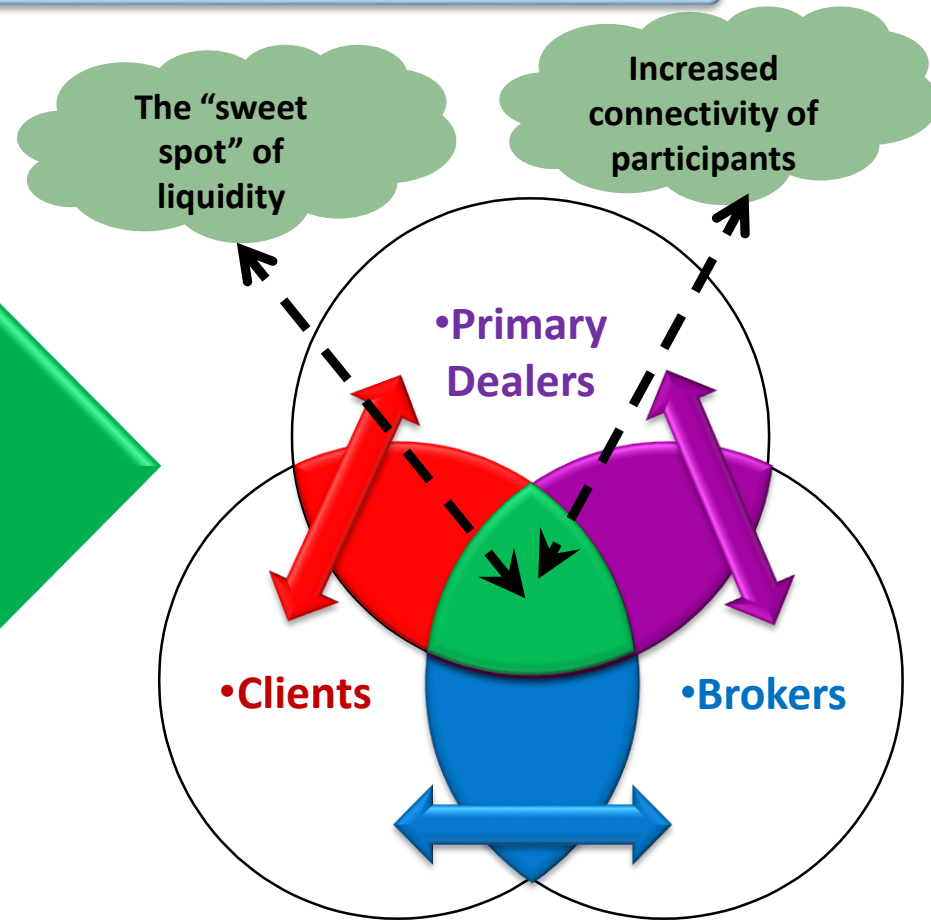 The “sweet
spot” of
liquidity
Increased
connectivity of
participants
•Primary
Dealers
•Clients
•Brokers